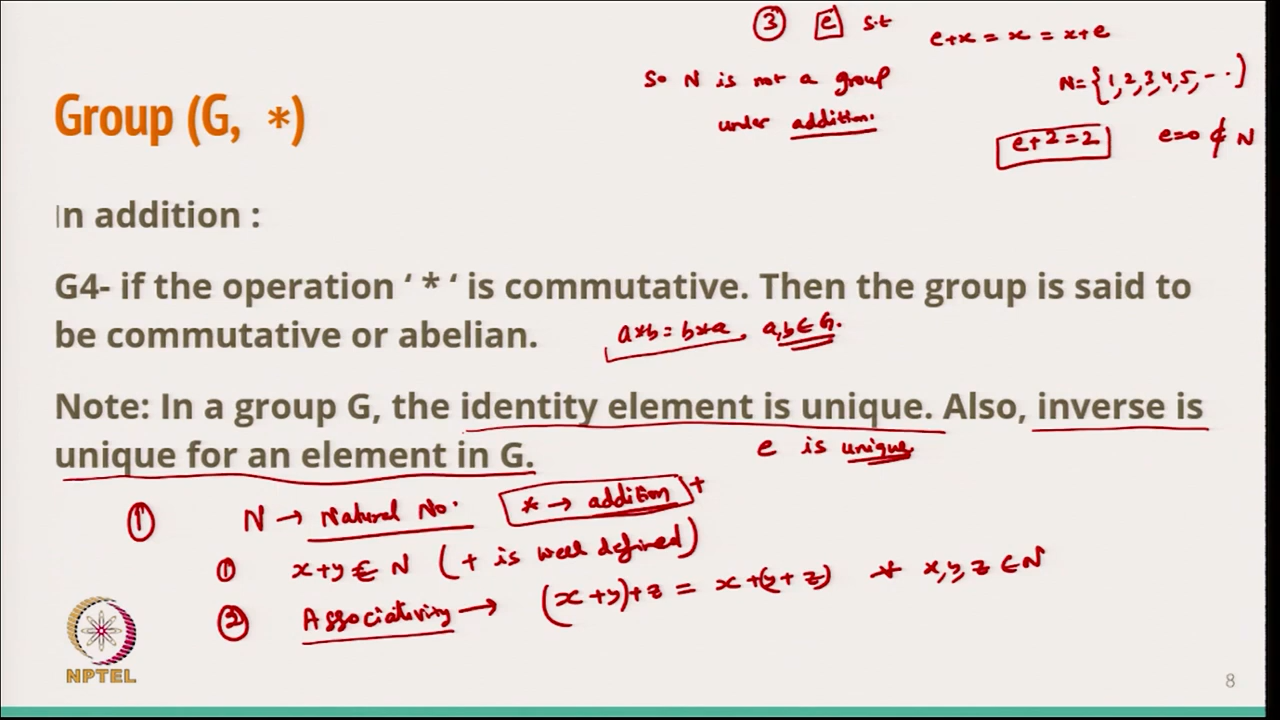 ③ e s.t e+x = x = x+e
So N is not a group under addition.
N={1,2,3,4,5,-..}
e+2=2 e=0 ∉ N
Group (G, *)
In addition :
G4- if the operation ‘ * ‘ is commutative. Then the group is said to
be commutative or abelian.
a*b = b*a, a,b ∈ G.
Note: In a group G, the identity element is unique. Also, inverse is
unique for an element in G.
e is unique
① N → Natural No. * → addition +
① x+y ∈ N (+ is well defined)
② Associativity → (x+y)+z = x+(y+z) ∀ x,y,z ∈ N
NPTEL
8